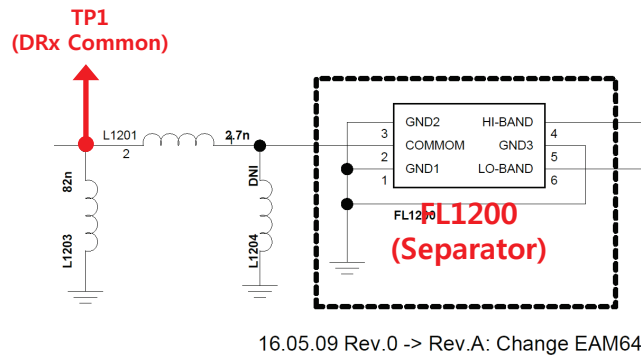 TP1
(DRx Common)
L1201
2
1
2.7n
82n
L1203
DNI
L1204
3
2
1
GND2
COMMOM
GND1
HI-BAND
GND3
LO-BAND
4
5
6
FL1200
FL1200
(Separator)
16.05.09 Rev.0 -> Rev.A: Change EAM64